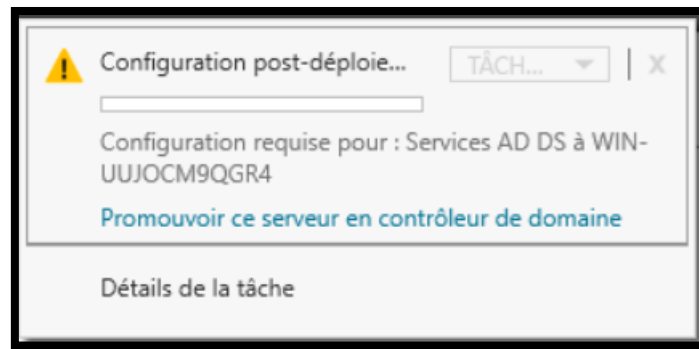 Configuration post-déploie...
TÂCH...
X
Configuration requise pour : Services AD DS à WIN-
UUJOCM9QGR4
Promouvoir ce serveur en contrôleur de domaine
Détails de la tâche